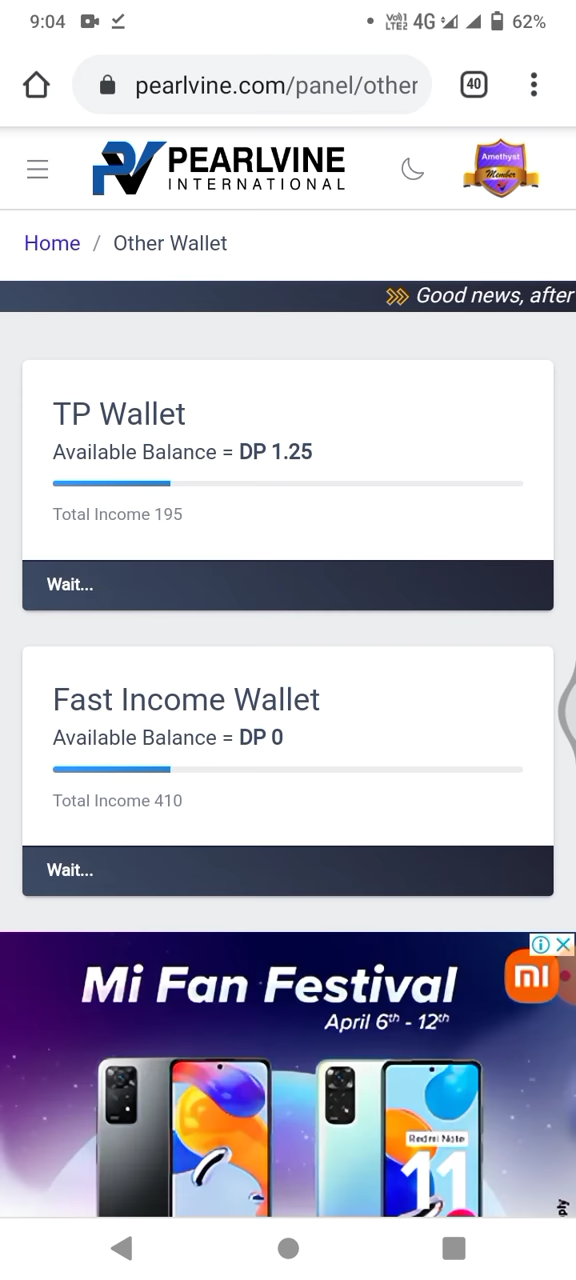 9:04
Vo)) 4G 62%
LTE2
pearlvine.com/panel/other
40
PEARLVINE
INTERNATIONAL
Amethyst
Member
Home / Other Wallet
Good news, after
TP Wallet
Available Balance = DP 1.25
Total Income 195
Wait...
Fast Income Wallet
Available Balance = DP 0
Total Income 410
Wait...
Mi Fan Festival
April 6th - 12th
mi
Redmi Note
11